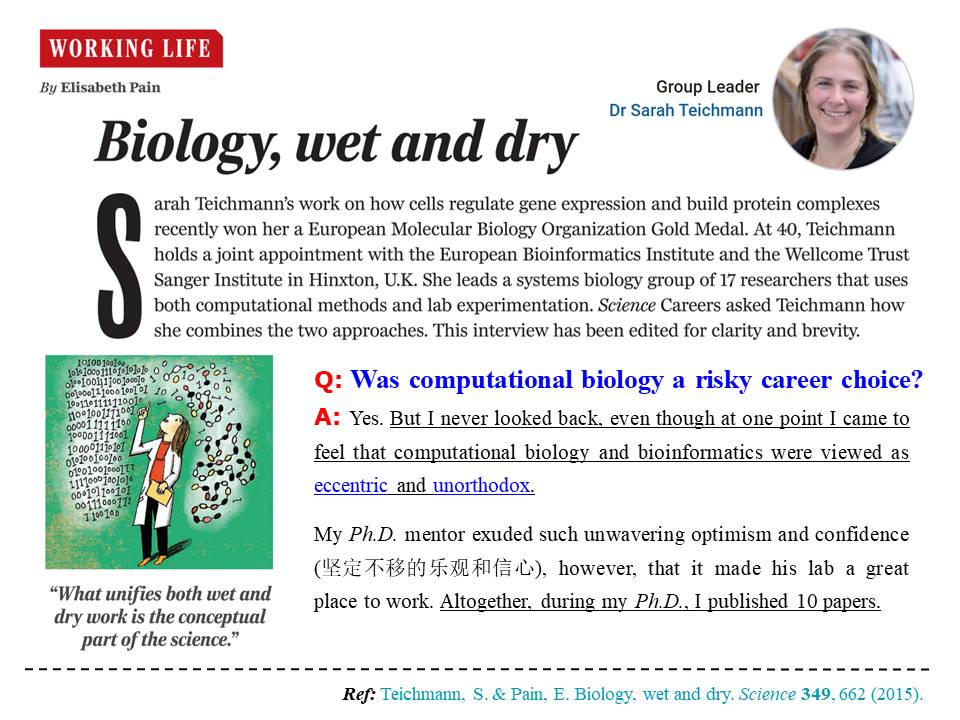 WORKING LIFE
By Elisabeth Pain
Group Leader
Dr Sarah Teichmann
Biology, wet and dry
Sarah Teichmann’s work on how cells regulate gene expression and build protein complexes
recently won her a European Molecular Biology Organization Gold Medal. At 40, Teichmann
holds a joint appointment with the European Bioinformatics Institute and the Wellcome Trust
Sanger Institute in Hinxton, U.K. She leads a systems biology group of 17 researchers that uses
both computational methods and lab experimentation. Science Careers asked Teichmann how
she combines the two approaches. This interview has been edited for clarity and brevity.
“What unifies both wet and
dry work is the conceptual
part of the science.”
Q: Was computational biology a risky career choice?
A: Yes. But I never looked back, even though at one point I came to
feel that computational biology and bioinformatics were viewed as
eccentric and unorthodox.
My Ph.D. mentor exuded such unwavering optimism and confidence
(坚定不移的乐观和信心), however, that it made his lab a great
place to work. Altogether, during my Ph.D., I published 10 papers.
Ref: Teichmann, S. & Pain, E. Biology, wet and dry. Science 349, 662 (2015).